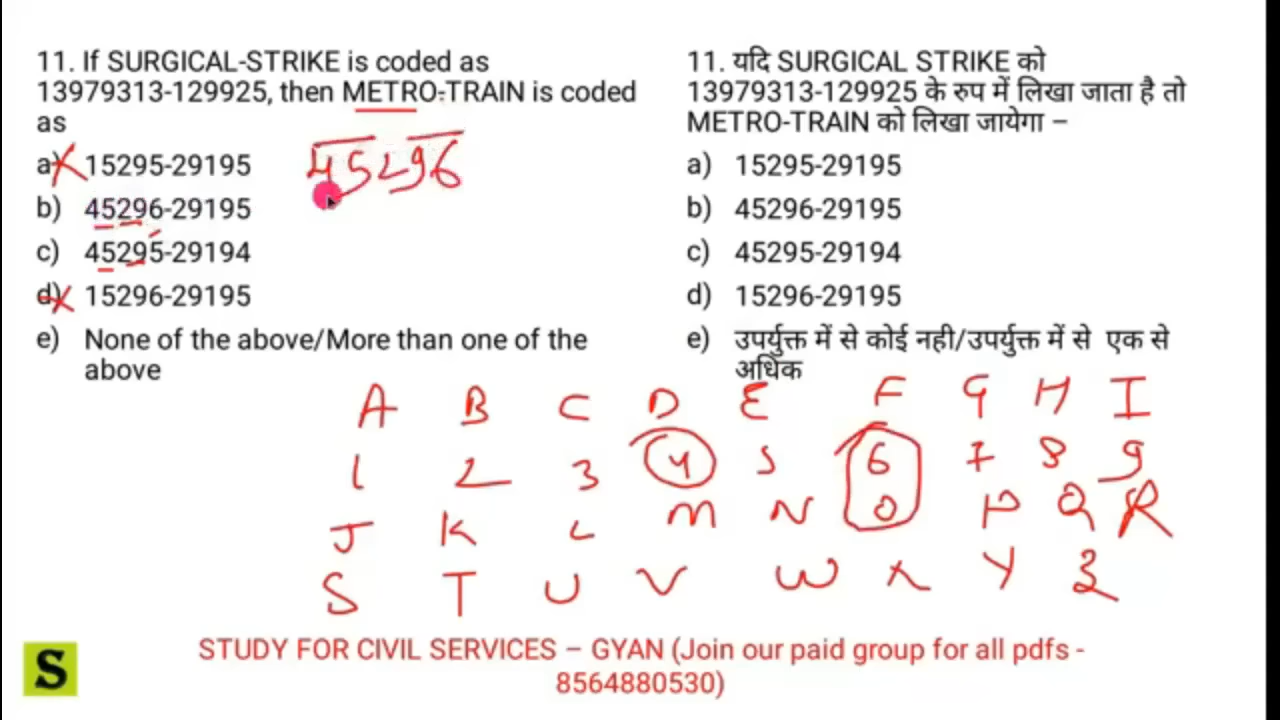 11. If SURGICAL-STRIKE is coded as
13979313-129925, then METRO-TRAIN is coded
as
a) 15295-29195
b) 45296-29195
c) 45295-29194
d) 15296-29195
e) None of the above/More than one of the
above
45296
11. यदि SURGICAL STRIKE को
13979313-129925 के रुप में लिखा जाता है तो
METRO-TRAIN को लिखा जायेगा –
a) 15295-29195
b) 45296-29195
c) 45295-29194
d) 15296-29195
e) उपर्युक्त में से कोई नही/उपर्युक्त में से एक से
अधिक
A B C D E F G H I
1 2 3 4 5 6 7 8 9
J K L M N O P Q R
S T U V W X Y Z
S
STUDY FOR CIVIL SERVICES – GYAN (Join our paid group for all pdfs -
8564880530)